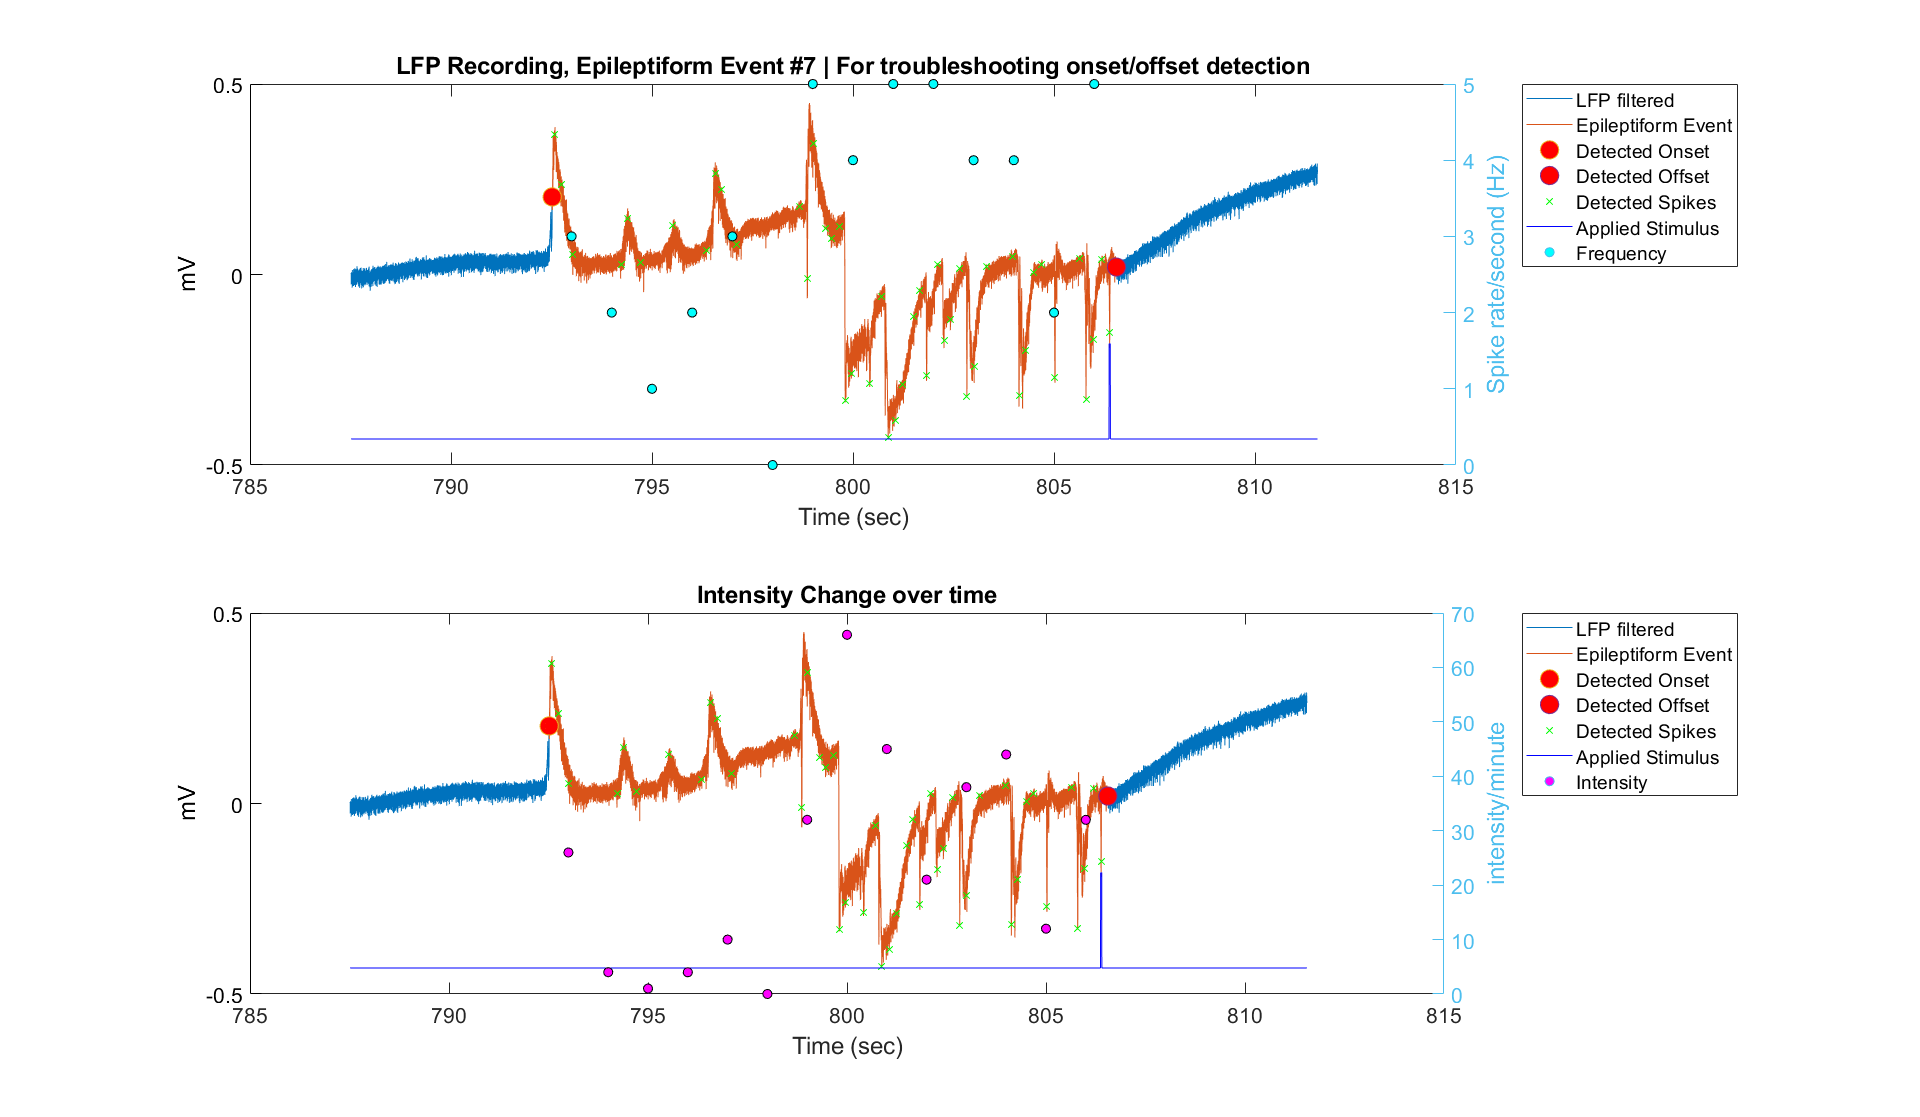 LFP Recording, Epileptiform Event #7 | For troubleshooting onset/offset detection
0.5
0
-0.5
mV
785 790 795 800 805 810 815
Time (sec)
5
4
3
2
1
0
Spike rate/second (Hz)
LFP filtered
Epileptiform Event
Detected Onset
Detected Offset
Detected Spikes
Applied Stimulus
Frequency
Intensity Change over time
0.5
0
-0.5
mV
785 790 795 800 805 810 815
Time (sec)
70
60
50
40
30
20
10
0
intensity/minute
LFP filtered
Epileptiform Event
Detected Onset
Detected Offset
Detected Spikes
Applied Stimulus
Intensity